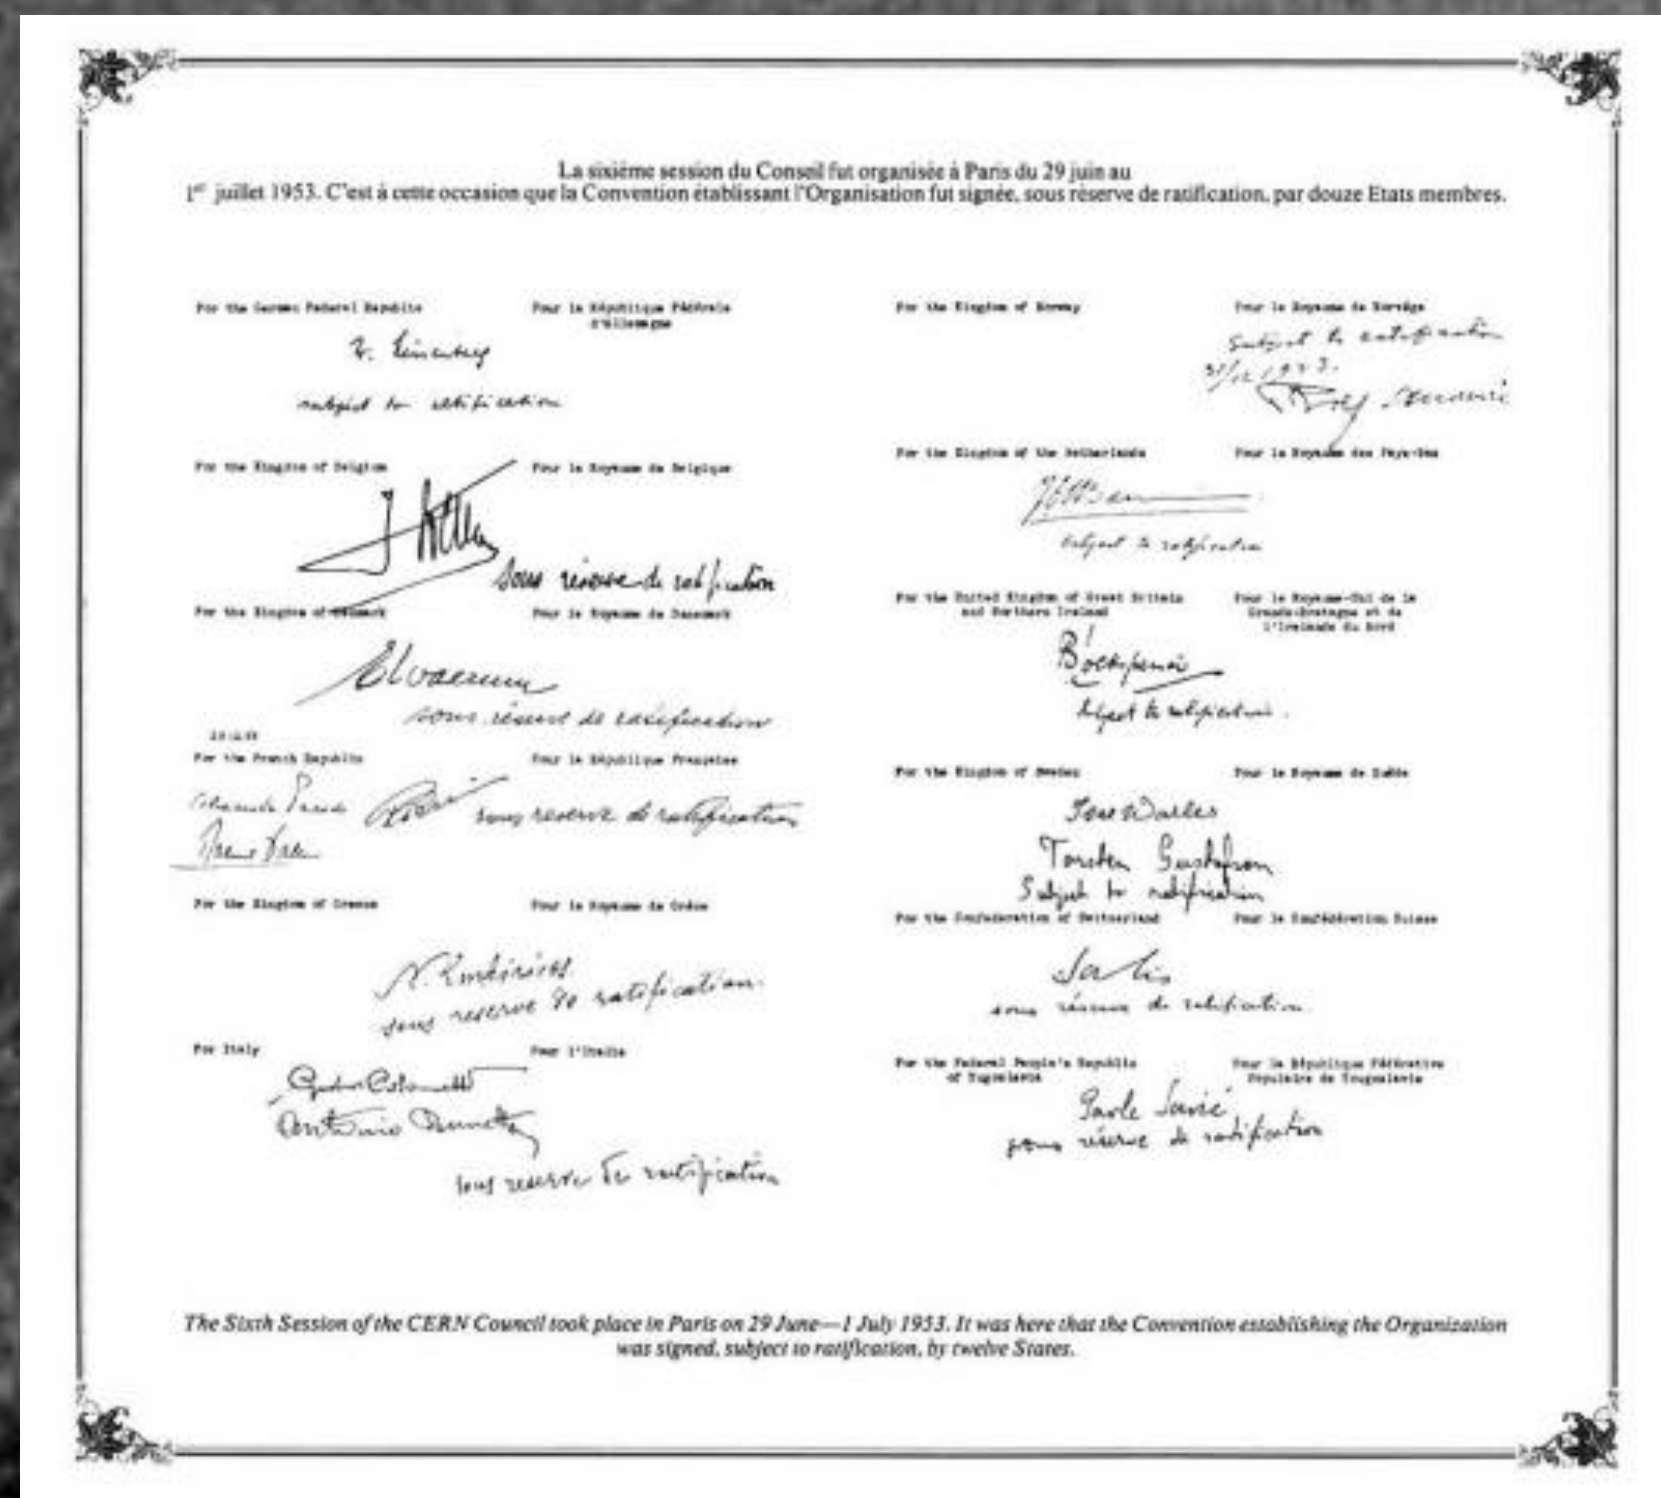 La sixième session du Conseil fut organisée à Paris du 29 juin au
1er juillet 1953. C'est à cette occasion que la Convention établissant l'Organisation fut signée, sous réserve de ratification, par douze Etats membres.
For the German Federal Republic
Pour la République Fédérale
d'Allemagne
subject to ratification
For the Kingdom of Belgium
Pour le Royaume de Belgique
sous réserve de ratification
For the Kingdom of Denmark
Pour le Royaume du Danemark
sous réserve de ratification
For the French Republic
Pour la République Française
sous reserve de ratification
For the Kingdom of Greece
Pour le Royaume de Grèce
sous reserve de ratification
For Italy
Pour l'Italie
Antonio
sous reserve de ratification
For the Kingdom of Norway
Pour le Royaume de Norvège
Subject to ratification
For the Kingdom of the Netherlands
Pour le Royaume des Pays-Bas
subject to ratification
For the United Kingdom of Great Britain
and Northern Ireland
Pour le Royaume-Uni de la
Grande-Bretagne et de
l'Irelande du Nord
subject to ratification.
For the Kingdom of Sweden
Pour le Royaume de Suède
Torsten Gustafson
Subject to ratification
For the Confederation of Switzerland
Pour la Confédération Suisse
sous réserve de ratification
For the Federal People's Republic
of Yugoslavia
Pour la République Fédérative
Populaire de Yougoslavie
Pavle Savić
sous réserve de ratification
The Sixth Session of the CERN Council took place in Paris on 29 June—1 July 1953. It was here that the Convention establishing the Organization
was signed, subject to ratification, by twelve States.